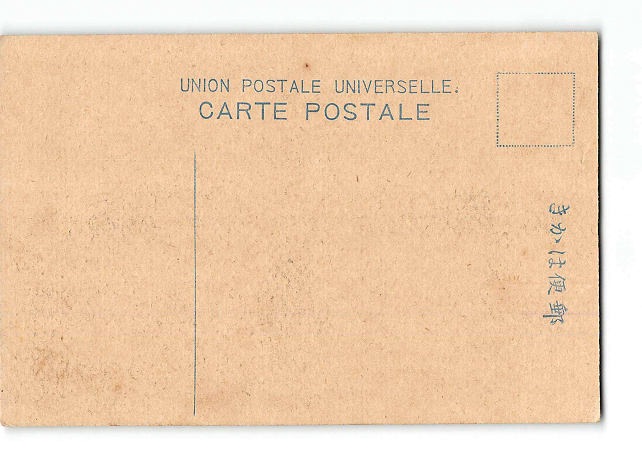 UNION POSTALE UNIVERSELLE.
CARTE POSTALE
郵便はかき